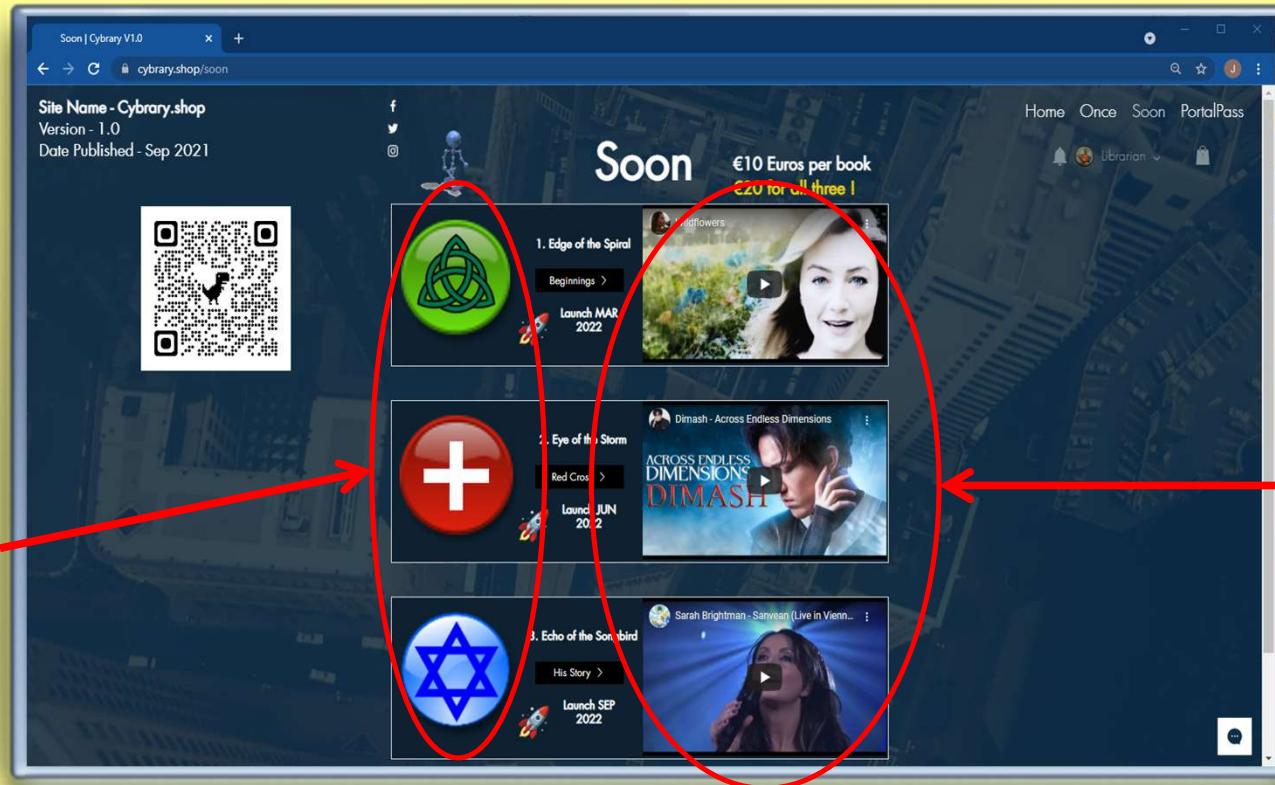 Soon | Cybrary V1.0
cybrary.shop/soon
J
Site Name - Cybrary.shop
Version - 1.0
Date Published - Sep 2021
Home Once Soon PortalPass
Librarian
Soon
€10 Euros per book
€20 for all three !
1. Edge of the Spiral
Beginnings >
Launch MAR
2022
Wildflowers
2. Eye of the Storm
Red Cross >
Launch JUN
2022
Dimash - Across Endless Dimensions
ACROSS ENDLESS
DIMENSIONS
DIMASH
3. Echo of the Songbird
His Story >
Launch SEP
2022
Sarah Brightman - Sanvean (Live in Vienn...